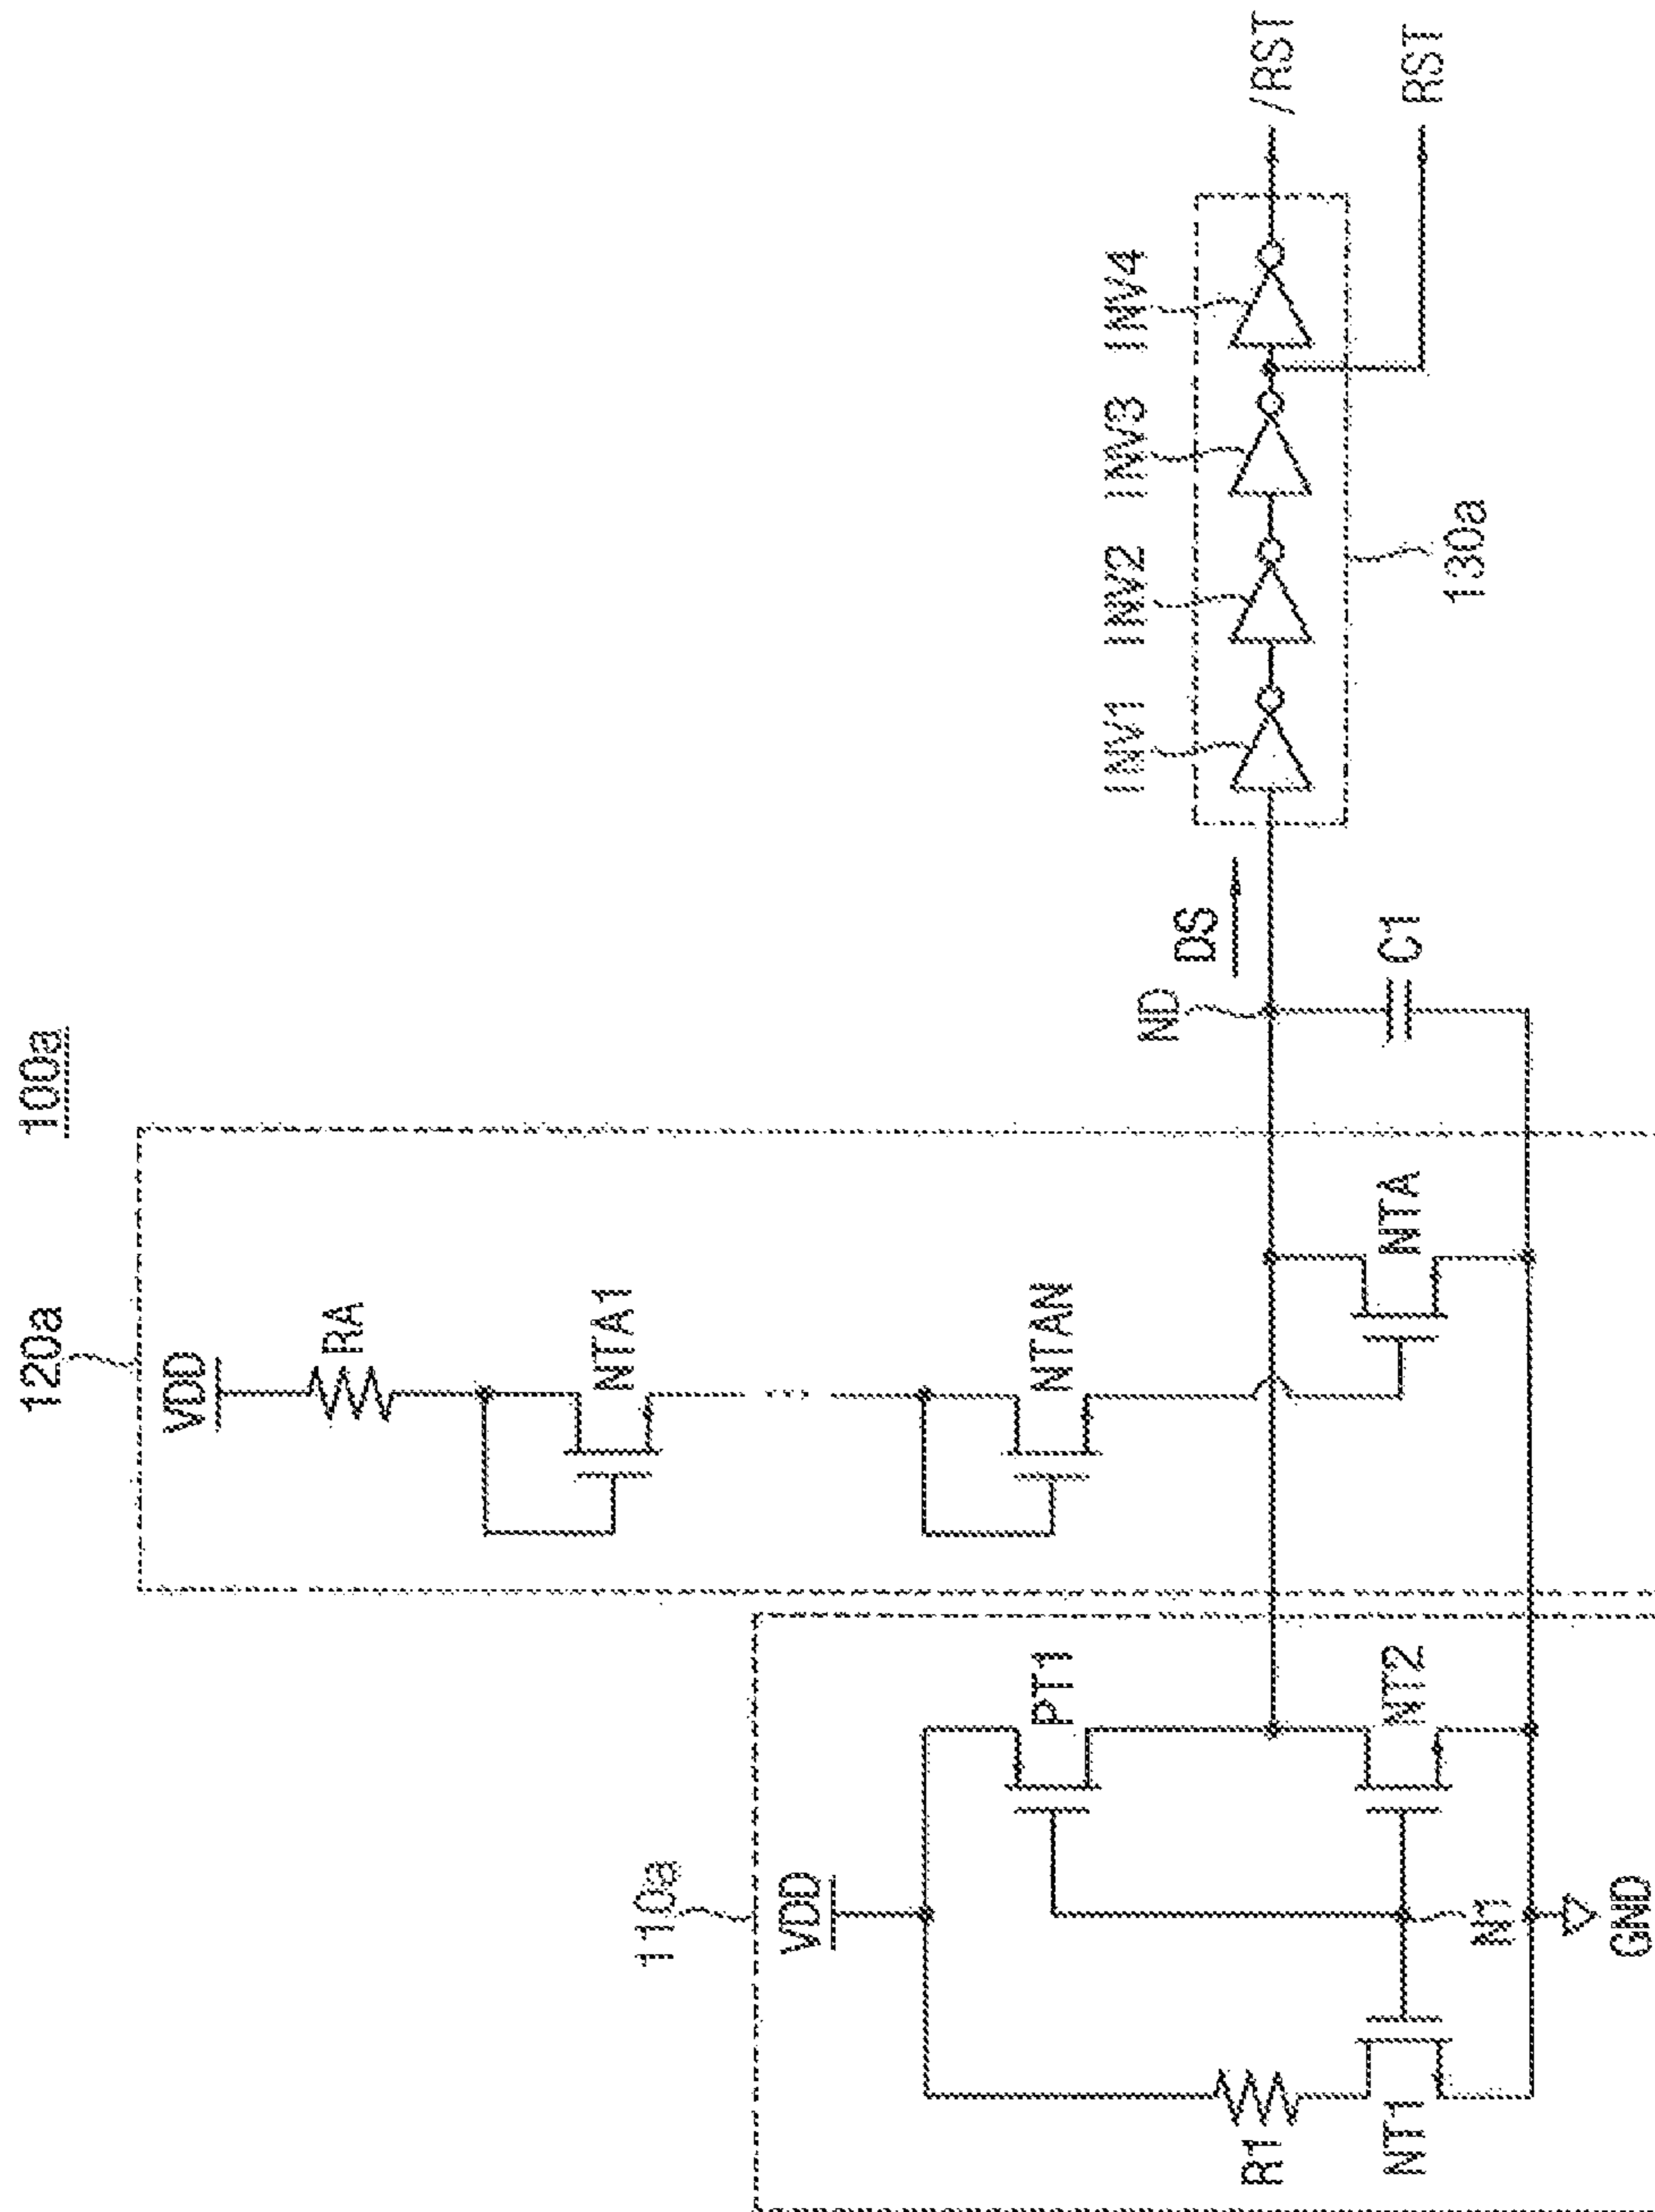 100a
120a
VDD
RA
NTA1
NTAN
NTA
110a
VDD
PT1
NT2
R1
NT1
N1
GND
ND
DS
C1
INV1
INV2
INV3
INV4
130a
/RST
RST